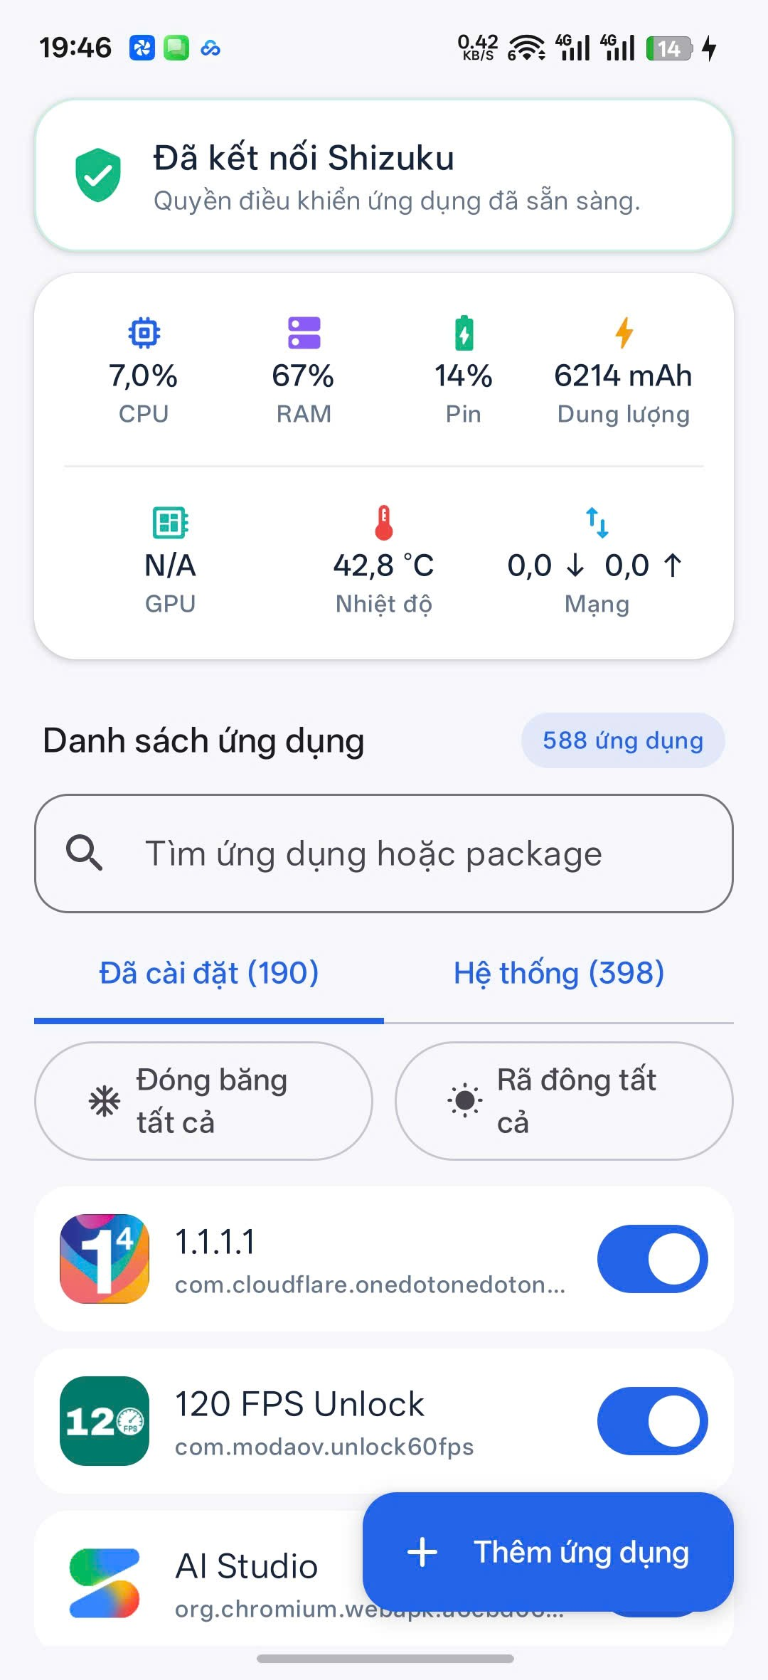 19:46
0.42 KB/S 6 4G 4G 14
Đã kết nối Shizuku
Quyền điều khiển ứng dụng đã sẵn sàng.
7,0% 67% 14% 6214 mAh
CPU RAM Pin Dung lượng
N/A 42,8 °C 0,0 ↓ 0,0 ↑
GPU Nhiệt độ Mạng
Danh sách ứng dụng 588 ứng dụng
Tìm ứng dụng hoặc package
Đã cài đặt (190) Hệ thống (398)
Đóng băng
tất cả
Rã đông tất
cả
1.1.1.1
com.cloudflare.onedotonedoton...
120 FPS Unlock
com.modaov.unlock60fps
AI Studio
Thêm ứng dụng